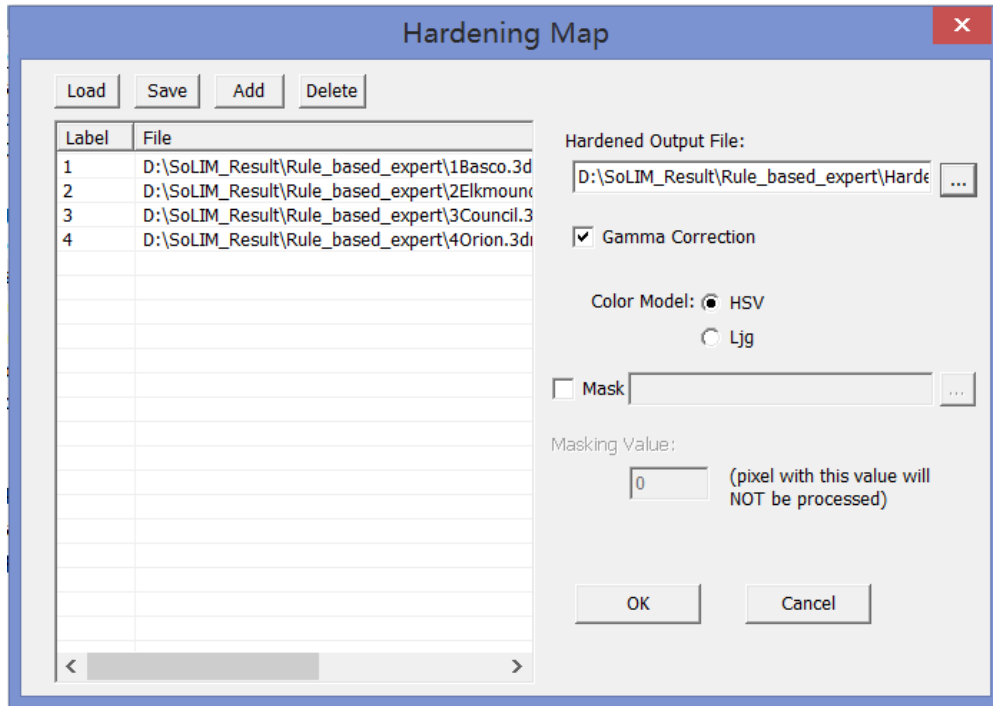 Hardening Map
Load Save Add Delete
Label File
1 D:\SoLIM_Result\Rule_based_expert\1Basco.3d
2 D:\SoLIM_Result\Rule_based_expert\2Elkmound
3 D:\SoLIM_Result\Rule_based_expert\3Council.3
4 D:\SoLIM_Result\Rule_based_expert\4Orion.3dr
Hardened Output File:
D:\SoLIM_Result\Rule_based_expert\Harde
...
Gamma Correction
Color Model: HSV
Ljg
Mask
...
Masking Value:
0
(pixel with this value will
NOT be processed)
OK Cancel